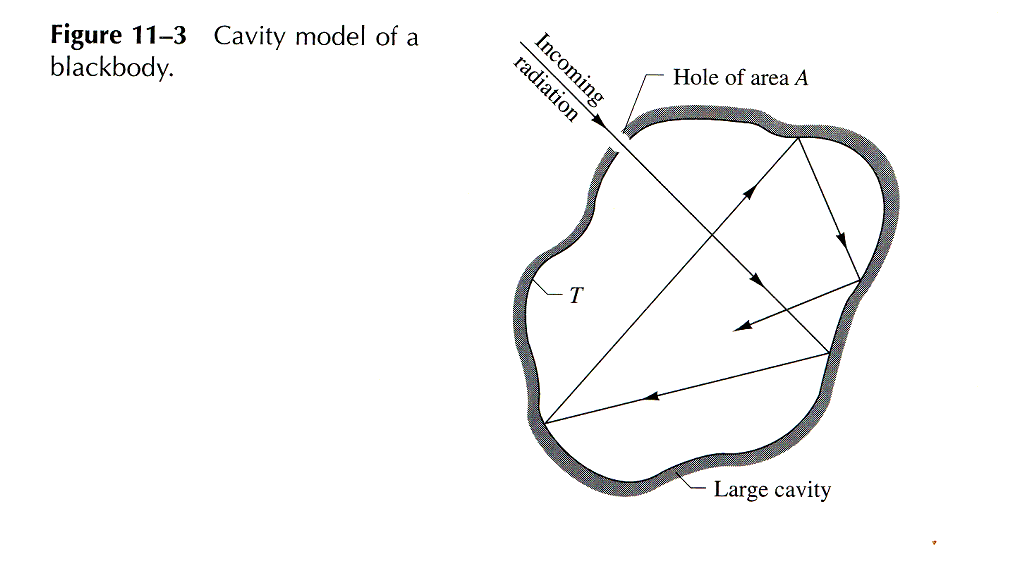 Figure 11–3 Cavity model of a
blackbody.
Incoming
radiation
Hole of area A
T
Large cavity